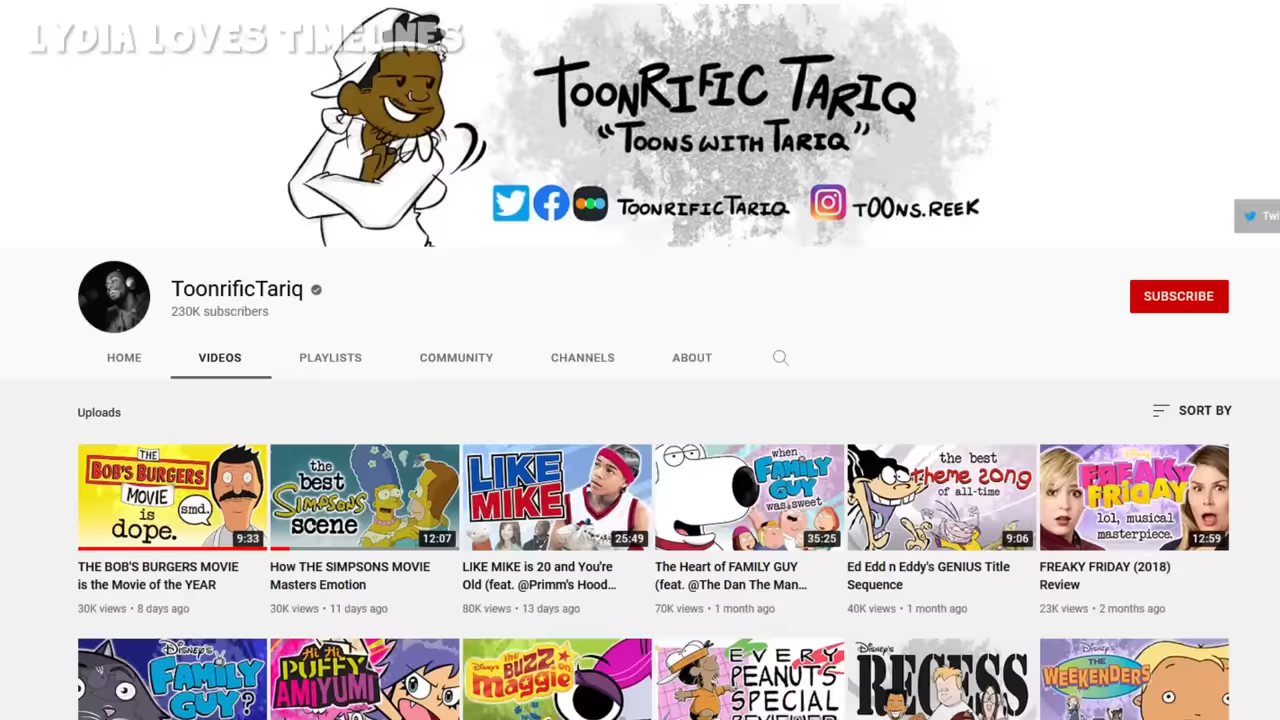 LYDIA LOVES TIMELINES
TOONRIFIC TARIQ
"TOONS WITH TARIQ"
TOONRIFICTARIQ
TOONS.REEK
Twi
ToonrificTariq
230K subscribers
SUBSCRIBE
HOME
VIDEOS
PLAYLISTS
COMMUNITY
CHANNELS
ABOUT
Uploads
SORT BY
THE
BOB'S BURGERS
MOVIE
is
dope.
smd.
9:33
the
best
SIMPSONS
scene
12:07
LIKE
MIKE
25:49
when
FAMILY
GUY
was sweet
35:25
the best
theme song
of all-time
9:06
Disney's
FREAKY
FRIDAY
lol, musical
masterpiece.
12:59
THE BOB'S BURGERS MOVIE
is the Movie of the YEAR
30K views • 8 days ago
How THE SIMPSONS MOVIE
Masters Emotion
30K views • 11 days ago
LIKE MIKE is 20 and You're
Old (feat. @Primm's Hood...
80K views • 13 days ago
The Heart of FAMILY GUY
(feat. @The Dan The Man...
70K views • 1 month ago
Ed Edd n Eddy's GENIUS Title
Sequence
40K views • 1 month ago
FREAKY FRIDAY (2018)
Review
23K views • 2 months ago
Disney's
FAMILY
GUY?
Hi Hi
PUFFY
AMIYUMI
Disney's
THE BUZZ on
maggie
EVERY
PEANUTS
SPECIAL
REVIEWED
Disney's
RECESS
Disney's
THE
WEEKENDERS